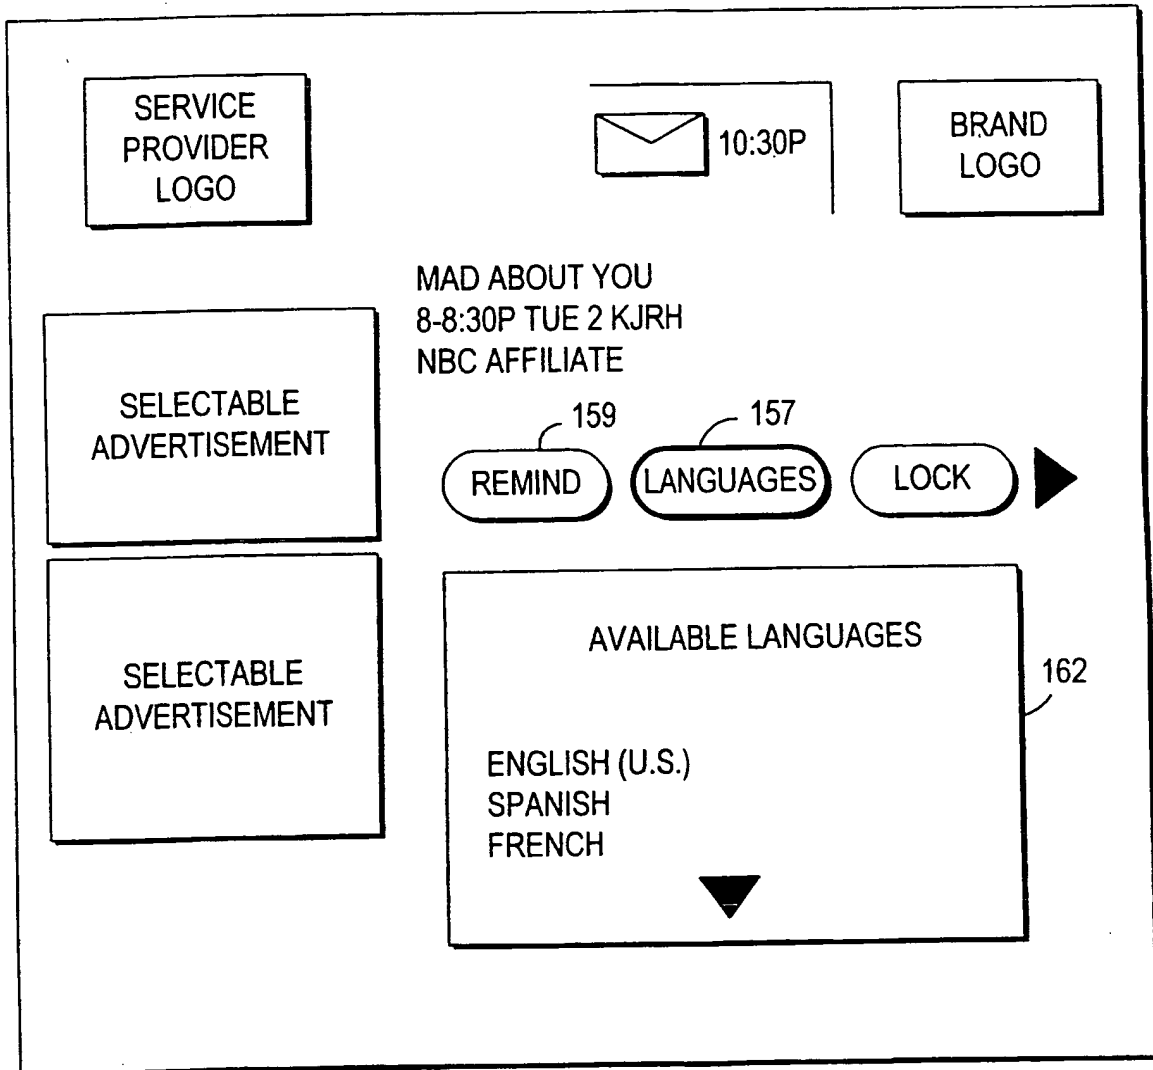 SERVICE
PROVIDER
LOGO
10:30P
BRAND
LOGO
MAD ABOUT YOU
8-8:30P TUE 2 KJRH
NBC AFFILIATE
SELECTABLE
ADVERTISEMENT
159
157
REMIND
LANGUAGES
LOCK
SELECTABLE
ADVERTISEMENT
AVAILABLE LANGUAGES
162
ENGLISH (U.S.)
SPANISH
FRENCH